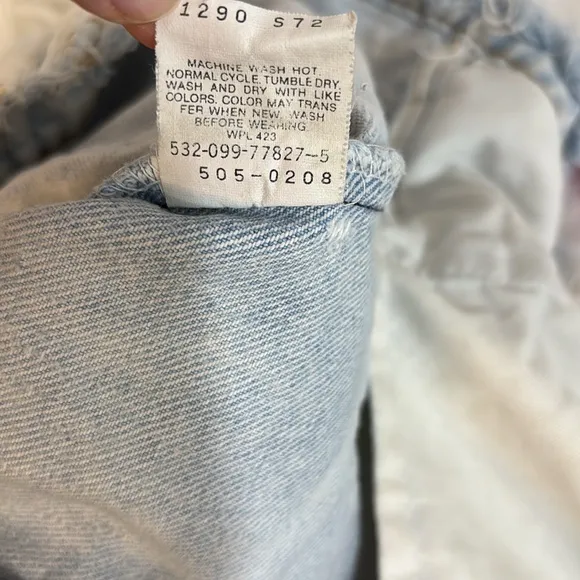 1290 S72
MACHINE WASH HOT.
NORMAL CYCLE. TUMBLE DRY.
WASH AND DRY WITH LIKE
COLORS. COLOR MAY TRANS
FER WHEN NEW. WASH
BEFORE WEARING
WPL 423
532-099-77827-5
505-0208